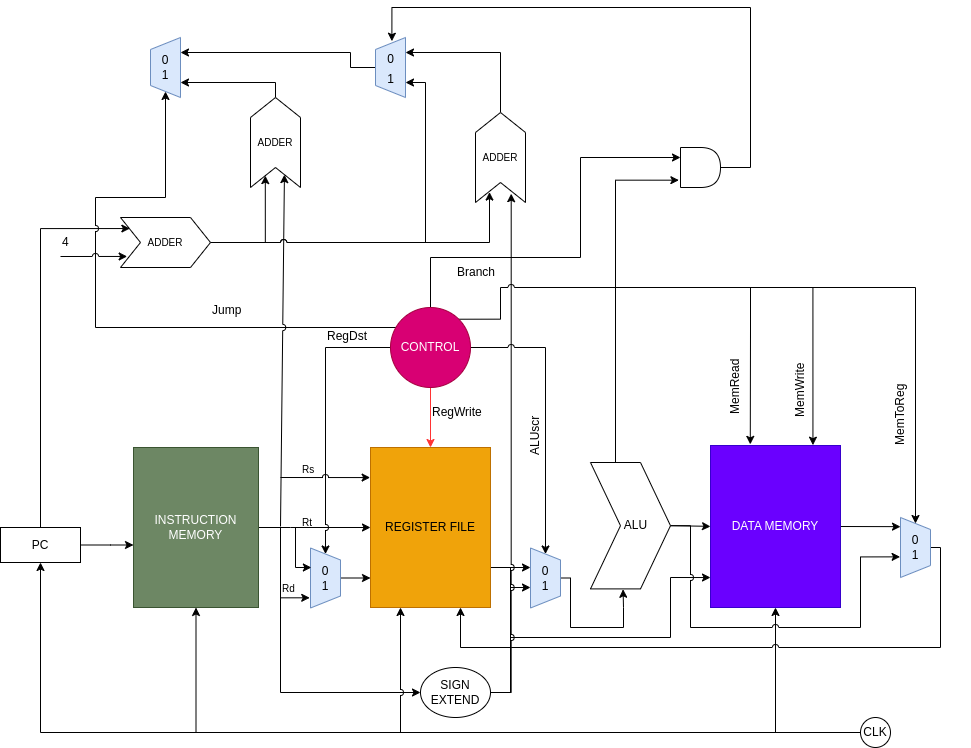 0
1
0
1
ADDER
ADDER
4
ADDER
Branch
Jump
RegDst
CONTROL
MemRead
MemWrite
MemToReg
RegWrite
ALUscr
Rs
INSTRUCTION
MEMORY
Rt
REGISTER FILE
ALU
DATA MEMORY
PC
0
1
0
1
0
1
Rd
SIGN
EXTEND
CLK